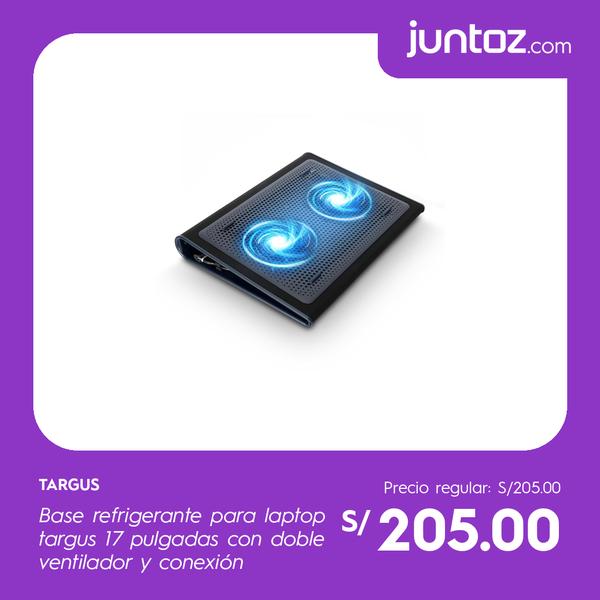 juntoz.com
TARGUS
Base refrigerante para laptop
targus 17 pulgadas con doble
ventilador y conexión
Precio regular: S/205.00
S/ 205.00